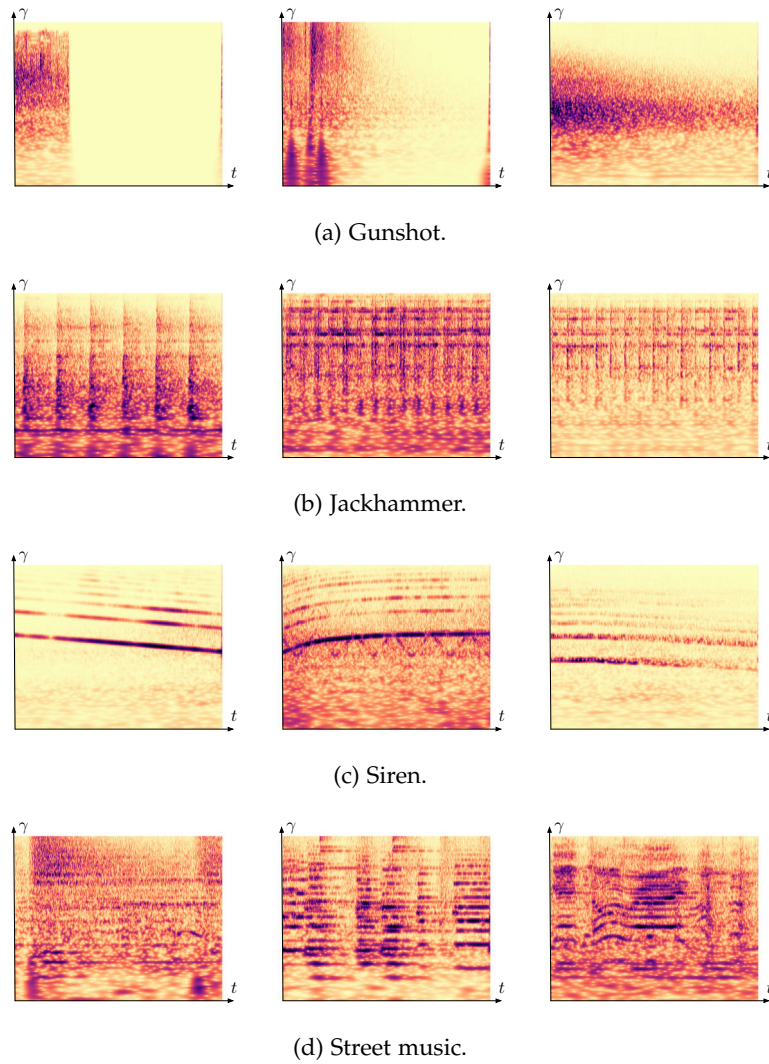 γ γ γ
t t t
(a) Gunshot.
γ γ γ
t t t
(b) Jackhammer.
γ γ γ
t t t
(c) Siren.
γ γ γ
t t t
(d) Street music.